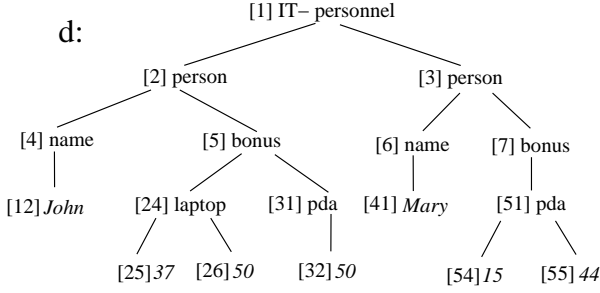 [1] IT– personnel
d:
[2] person [3] person
[4] name [5] bonus [6] name [7] bonus
[12] John [24] laptop [31] pda [41] Mary [51] pda
[25] 37 [26] 50 [32] 50 [54] 15 [55] 44